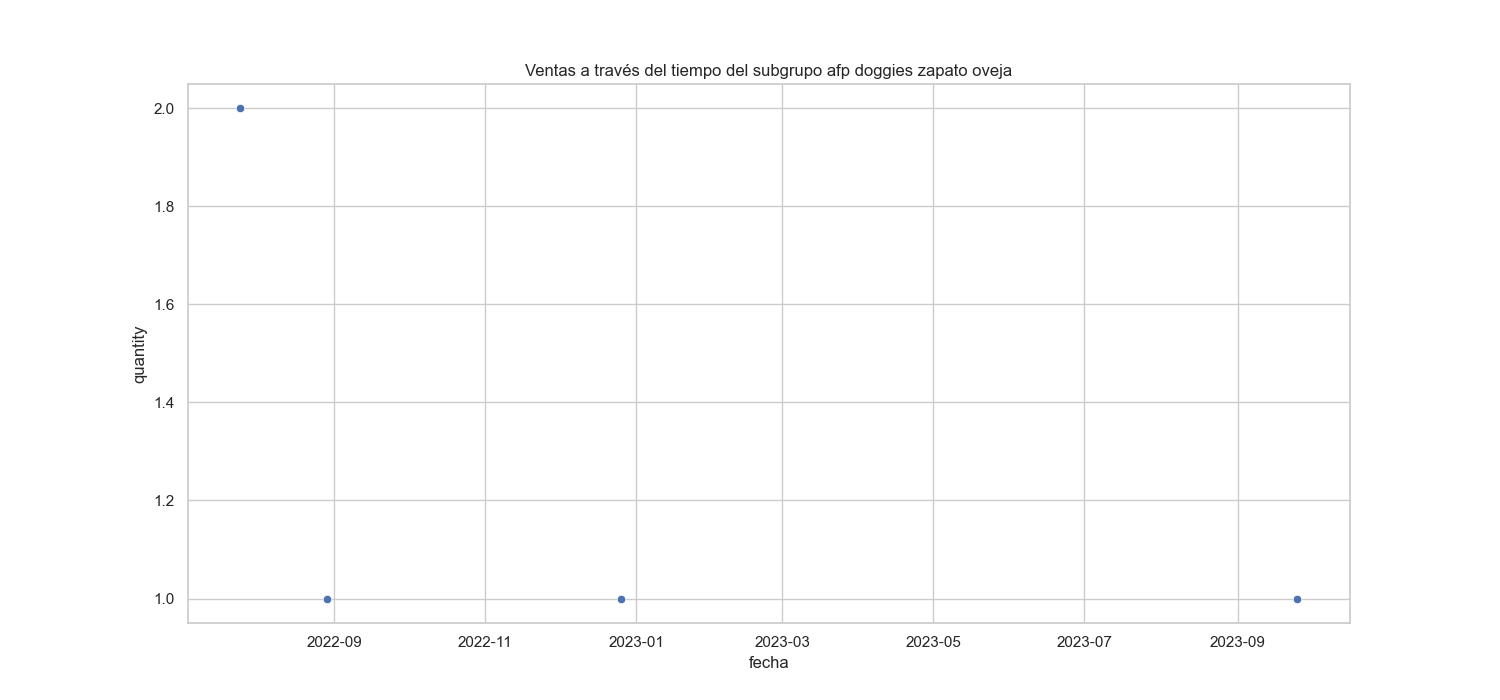 Ventas a través del tiempo del subgrupo afp doggies zapato oveja
2.0
1.8
1.6
1.4
1.2
1.0
quantity
2022-09 2022-11 2023-01 2023-03 2023-05 2023-07 2023-09
fecha